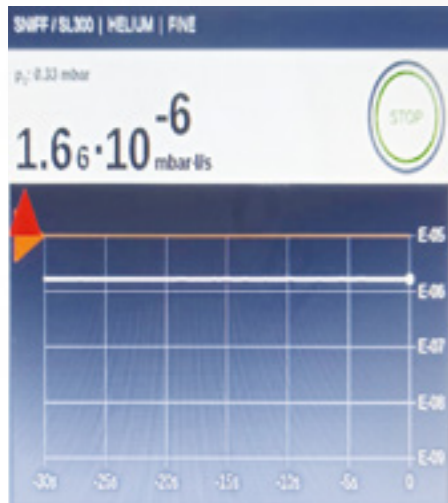 SNIFF / SL300 | HELIUM | FINE
p₁: 0.33 mbar
STOP
1.66·10⁻⁶ mbar·l/s
E-05
E-06
E-07
E-08
E-09
-30s -25s -20s -15s -10s -5s 0